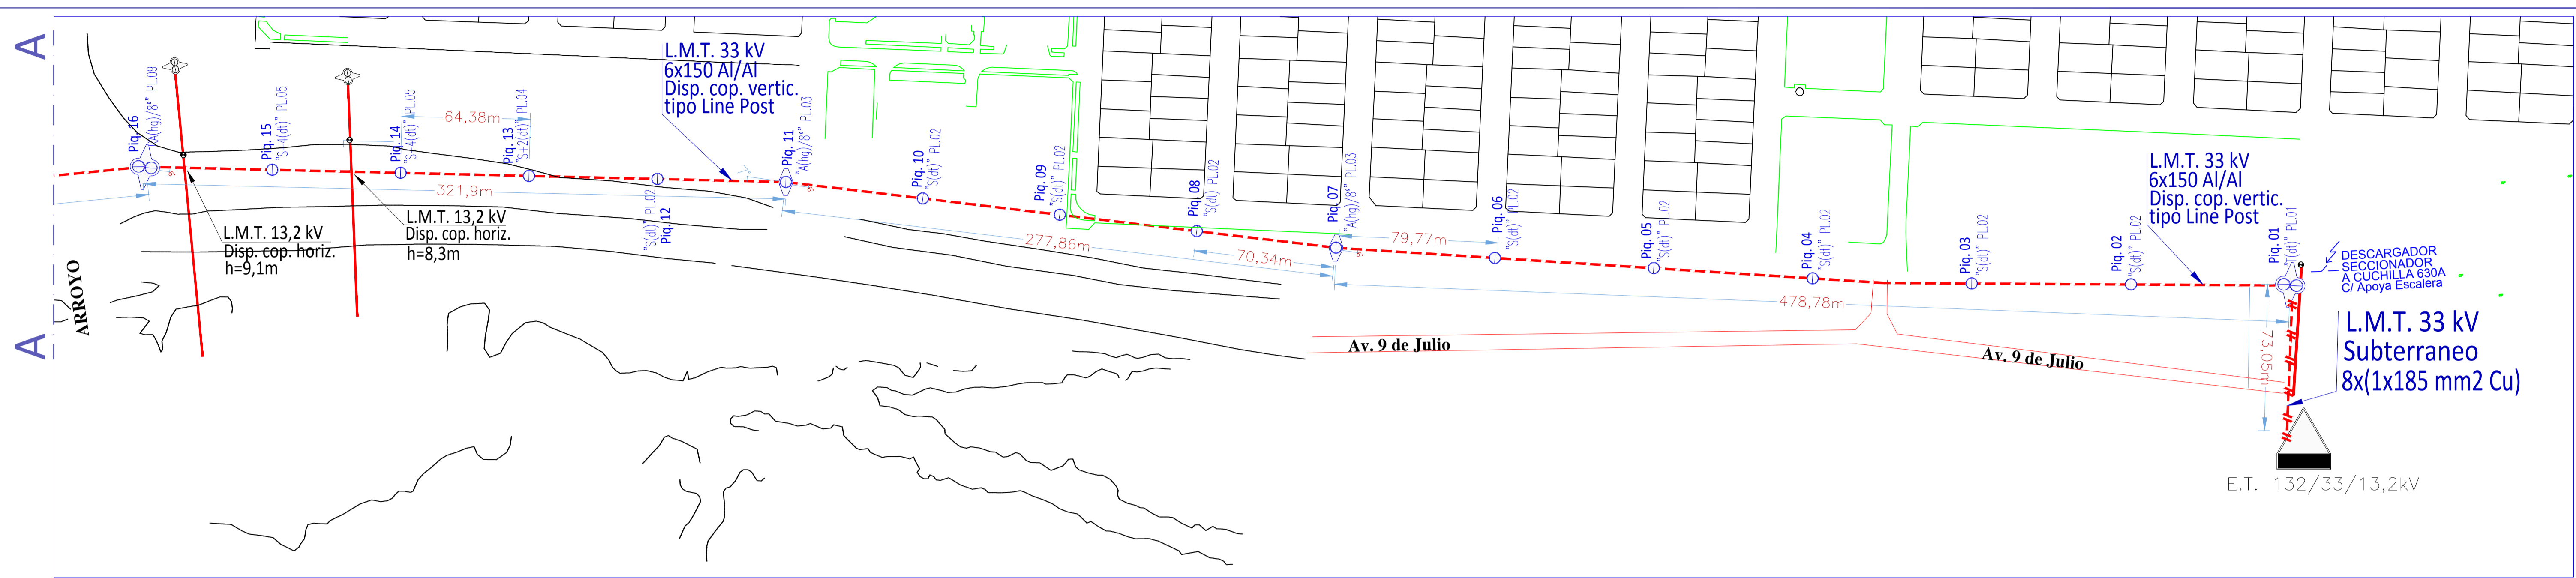 A
A
Piq. 16
"A(hg)/8°" PL.09
Piq. 15
"S+4(dt)" PL.05
Piq. 14
"S+4(dt)" PL.05
64,38m
Piq. 13
"S+2(dt)" PL.04
L.M.T. 33 kV
6x150 Al/Al
Disp. cop. vertic.
tipo Line Post
Piq. 11
"A(hg)/8°" PL.03
Piq. 10
"S(dt)" PL.02
Piq. 09
"S(dt)" PL.02
Piq. 08
"S(dt) PL.02
Piq. 07
"A(hg)/8°" PL.03
Piq. 06
"S(dt)" PL.02
Piq. 05
"S(dt)" PL.02
Piq. 04
"S(dt)" PL.02
Piq. 03
"S(dt)" PL.02
Piq. 02
"S(dt)" PL.02
L.M.T. 33 kV
6x150 Al/Al
Disp. cop. vertic.
tipo Line Post
Piq. 01
"S(dt)" PL.01
DESCARGADOR
SECCIONADOR
A CUCHILLA 630A
C/ Apoya Escalera
321,9m
"S(dt)" PL.02
Piq. 12
277,86m
70,34m
79,77m
478,78m
73,05m
L.M.T. 13,2 kV
Disp. cop. horiz.
h=9,1m
L.M.T. 13,2 kV
Disp. cop. horiz.
h=8,3m
ARROYO
Av. 9 de Julio
Av. 9 de Julio
L.M.T. 33 kV
Subterraneo
8x(1x185 mm2 Cu)
E.T. 132/33/13,2kV